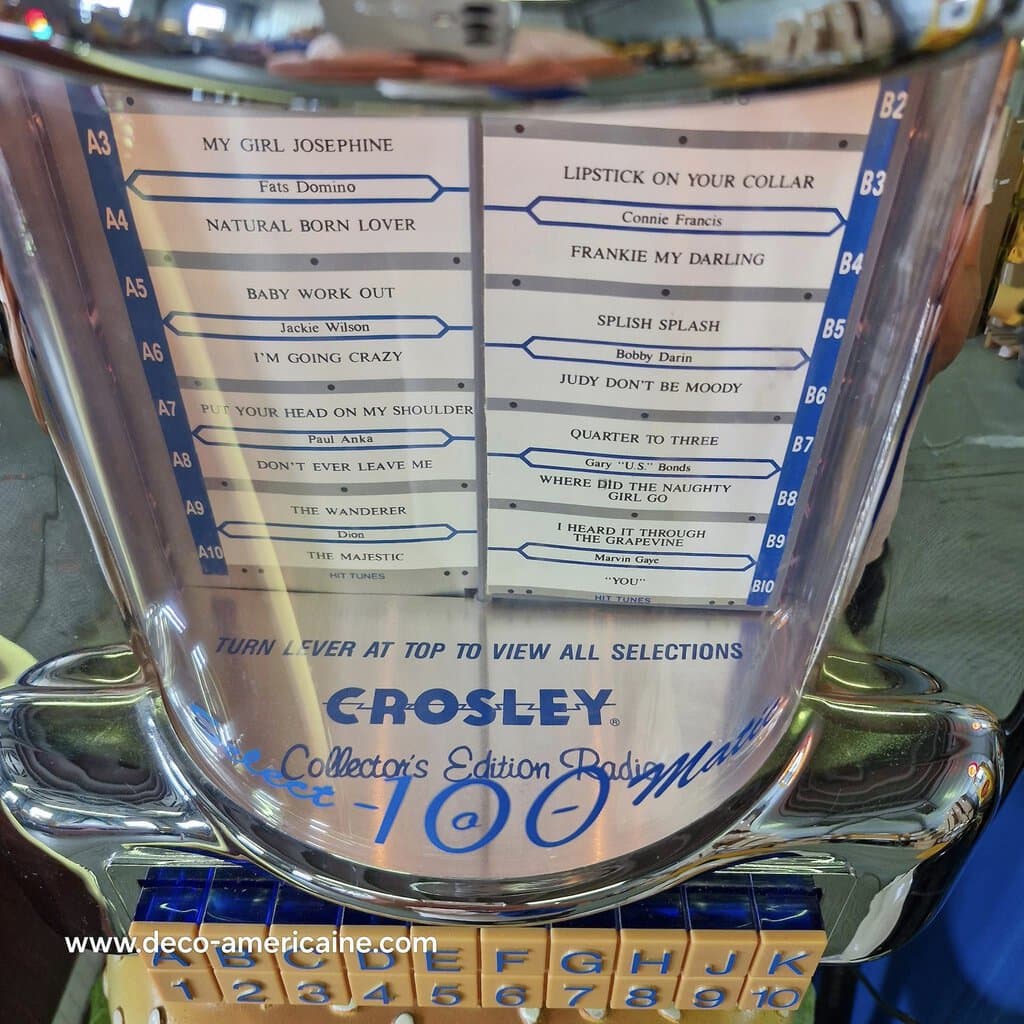 A3
MY GIRL JOSEPHINE
Fats Domino
A4
NATURAL BORN LOVER
A5
BABY WORK OUT
Jackie Wilson
A6
I'M GOING CRAZY
A7
PUT YOUR HEAD ON MY SHOULDER
Paul Anka
A8
DON'T EVER LEAVE ME
A9
THE WANDERER
Dion
A10
THE MAJESTIC
HIT TUNES
B2
LIPSTICK ON YOUR COLLAR
B3
Connie Francis
FRANKIE MY DARLING
B4
SPLISH SPLASH
B5
Bobby Darin
JUDY DON'T BE MOODY
B6
QUARTER TO THREE
B7
Gary "U.S." Bonds
WHERE DID THE NAUGHTY
GIRL GO
B8
I HEARD IT THROUGH
THE GRAPEVINE
B9
Marvin Gaye
"YOU"
B10
HIT TUNES
TURN LEVER AT TOP TO VIEW ALL SELECTIONS
CROSLEY®
Collector's Edition Radio
Select-o-Matic
100
www.deco-americaine.com
A B C D E F G H J K
1 2 3 4 5 6 7 8 9 10